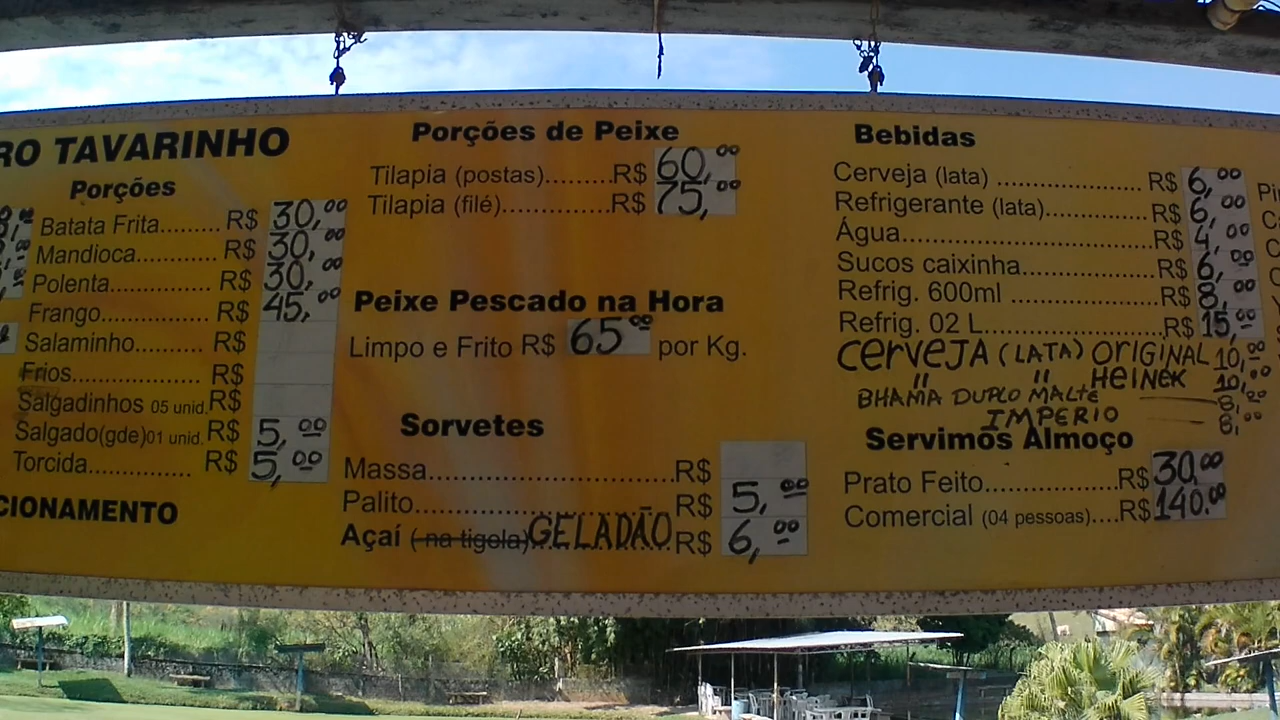 RO TAVARINHO
Porções
Batata Frita......... R$ 30,00
Mandioca............ R$ 30,00
Polenta............... R$ 30,00
Frango................ R$ 45,00
Salaminho.......... R$
Frios.................... R$
Salgadinhos 05 unid. R$
Salgado(gde)01 unid. R$ 5,00
Torcida................ R$ 5,00
CIONAMENTO
Porções de Peixe
Tilapia (postas)..........R$ 60,00
Tilapia (filé)................R$ 75,00
Peixe Pescado na Hora
Limpo e Frito R$ 65 00 por Kg.
Sorvetes
Massa....................................R$
Palito.....................................R$ 5,00
Açaí (na tigola) GELADÃO R$ 6,00
Bebidas
Cerveja (lata) ..................... R$ 6,00
Refrigerante (lata)................ R$ 6,00
Água.....................................R$ 4,00
Sucos caixinha.....................R$ 6,00
Refrig. 600ml .......................R$ 8,00
Refrig. 02 L...........................R$ 15,00
CERVEJA (LATA) ORIGINAL 10,00
" " HEINEK 10,00
BHAMA DUPLO MALTE 8,00
IMPERIO 8,00
Servimos Almoço
Prato Feito..................R$ 30,00
Comercial (04 pessoas)....R$ 140,00